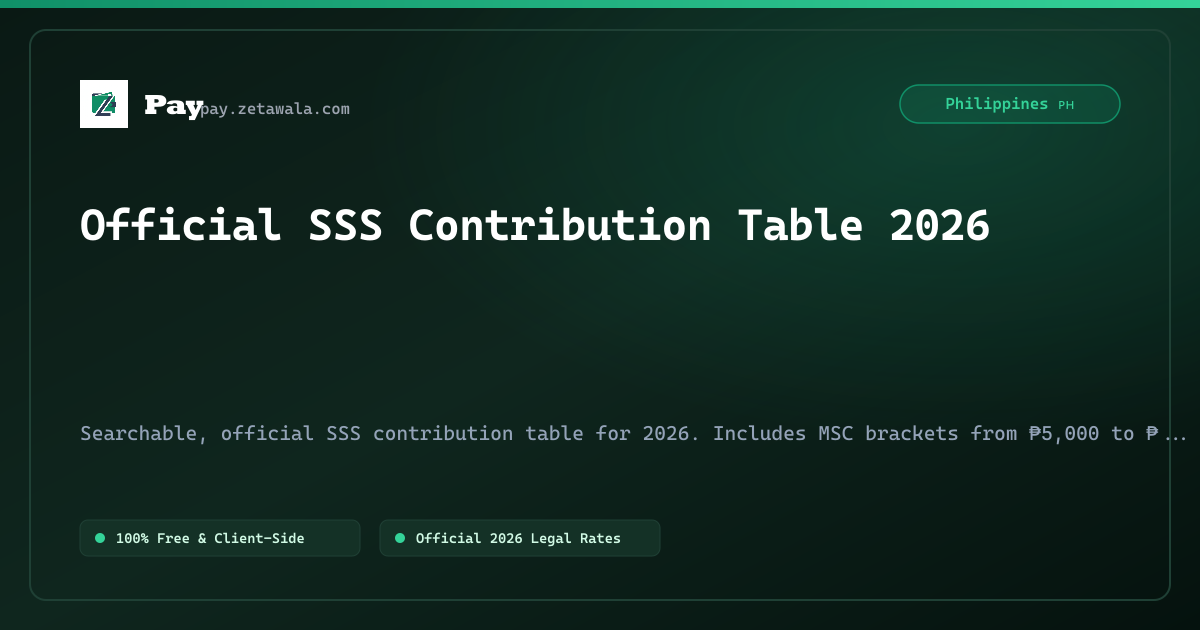 Pay
pay.zetawala.com
Philippines PH
Official SSS Contribution Table 2026
Searchable, official SSS contribution table for 2026. Includes MSC brackets from ₱5,000 to ₱...
100% Free & Client-Side
Official 2026 Legal Rates